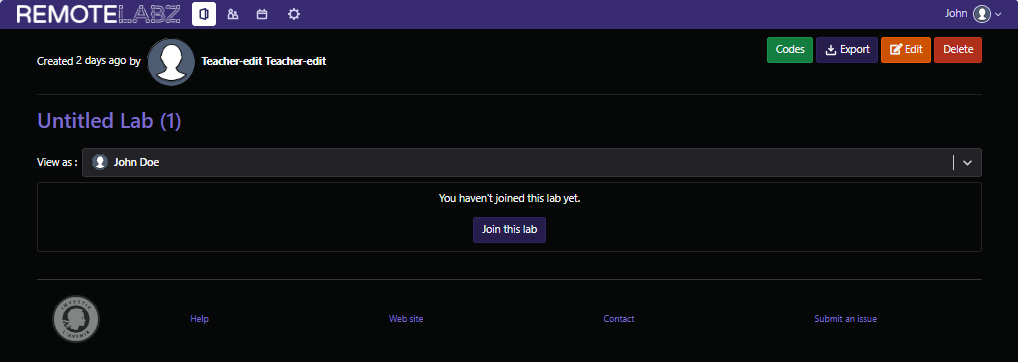 REMOTELABZ
John
Created 2 days ago by Teacher-edit Teacher-edit
Codes
Export
Edit
Delete
Untitled Lab (1)
View as :
John Doe
You haven't joined this lab yet.
Join this lab
INVESTIR
L'AVENIR
Help
Web site
Contact
Submit an issue